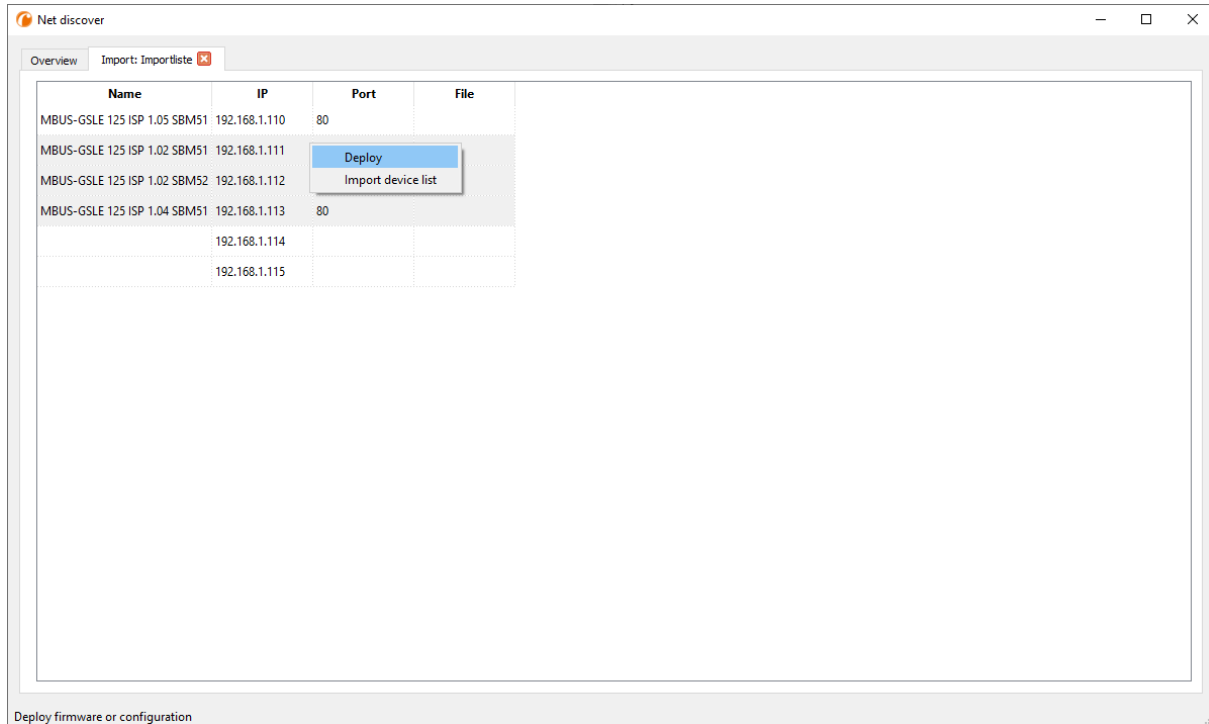 Net discover
Overview Import: Importliste
Name IP Port File
MBUS-GSLE 125 ISP 1.05 SBM51 192.168.1.110 80
MBUS-GSLE 125 ISP 1.02 SBM51 192.168.1.111
Deploy
MBUS-GSLE 125 ISP 1.02 SBM52 192.168.1.112
Import device list
MBUS-GSLE 125 ISP 1.04 SBM51 192.168.1.113 80
192.168.1.114
192.168.1.115
Deploy firmware or configuration